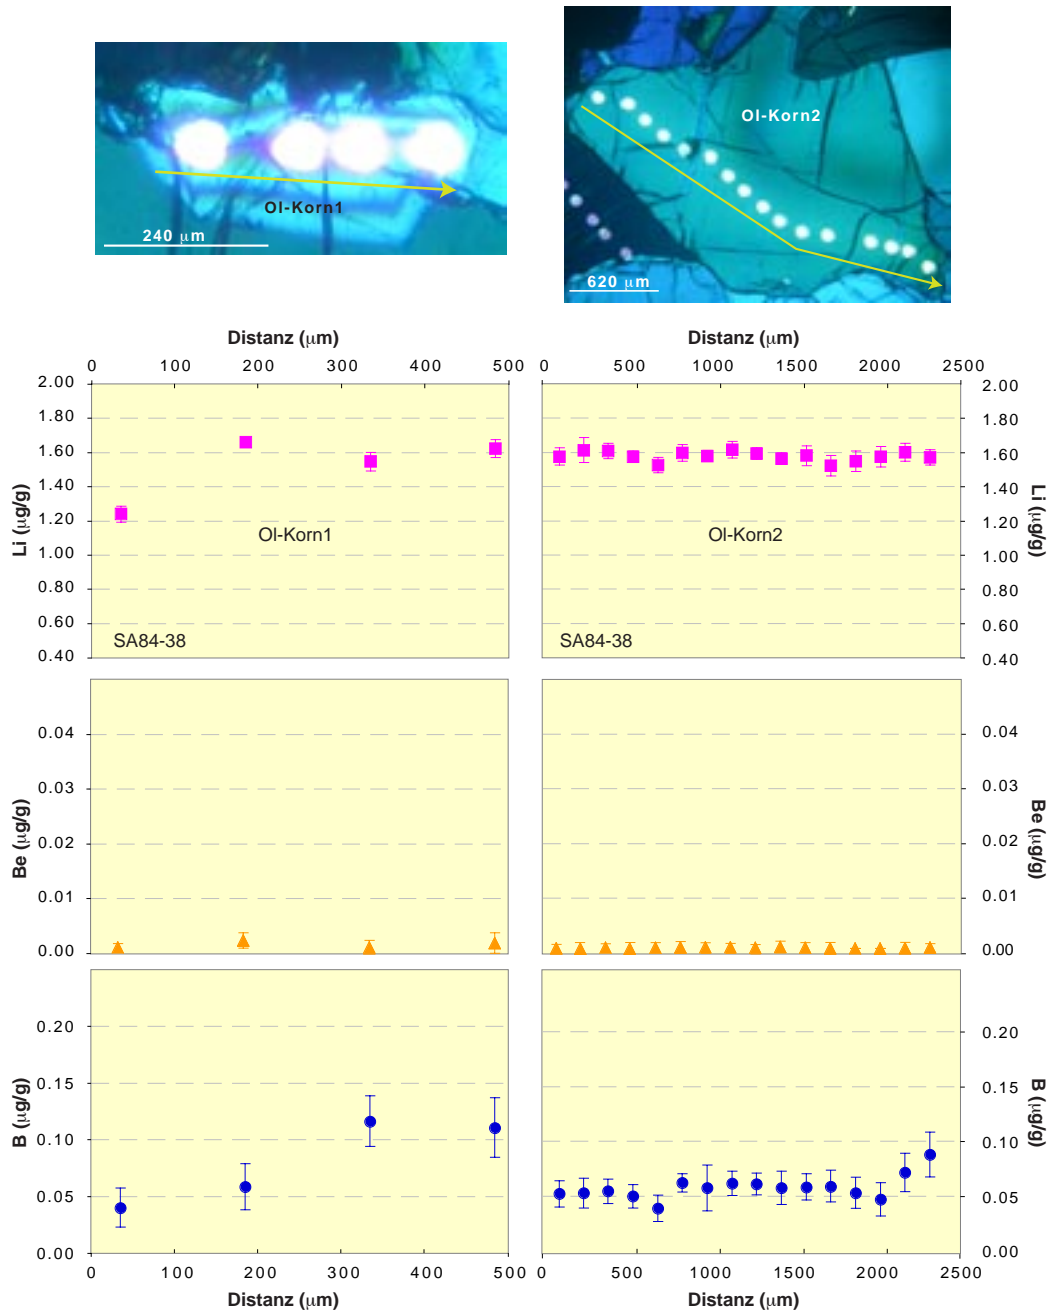 Ol-Korn1
240 μm
Ol-Korn2
620 μm
Distanz (μm)
Distanz (μm)
0 100 200 300 400 500
0 500 1000 1500 2000 2500
2.00
1.80
1.60
1.40
1.20
1.00
0.80
0.60
0.40
Li (μg/g)
Ol-Korn1
SA84-38
Ol-Korn2
SA84-38
2.00
1.80
1.60
1.40
1.20
1.00
0.80
0.60
0.40
Li (μg/g)
0.04
0.03
0.02
0.01
0.00
Be (μg/g)
0.04
0.03
0.02
0.01
0.00
Be (μg/g)
0.20
0.15
0.10
0.05
0.00
B (μg/g)
0.20
0.15
0.10
0.05
0.00
B (μg/g)
0 100 200 300 400 500
0 500 1000 1500 2000 2500
Distanz (μm)
Distanz (μm)